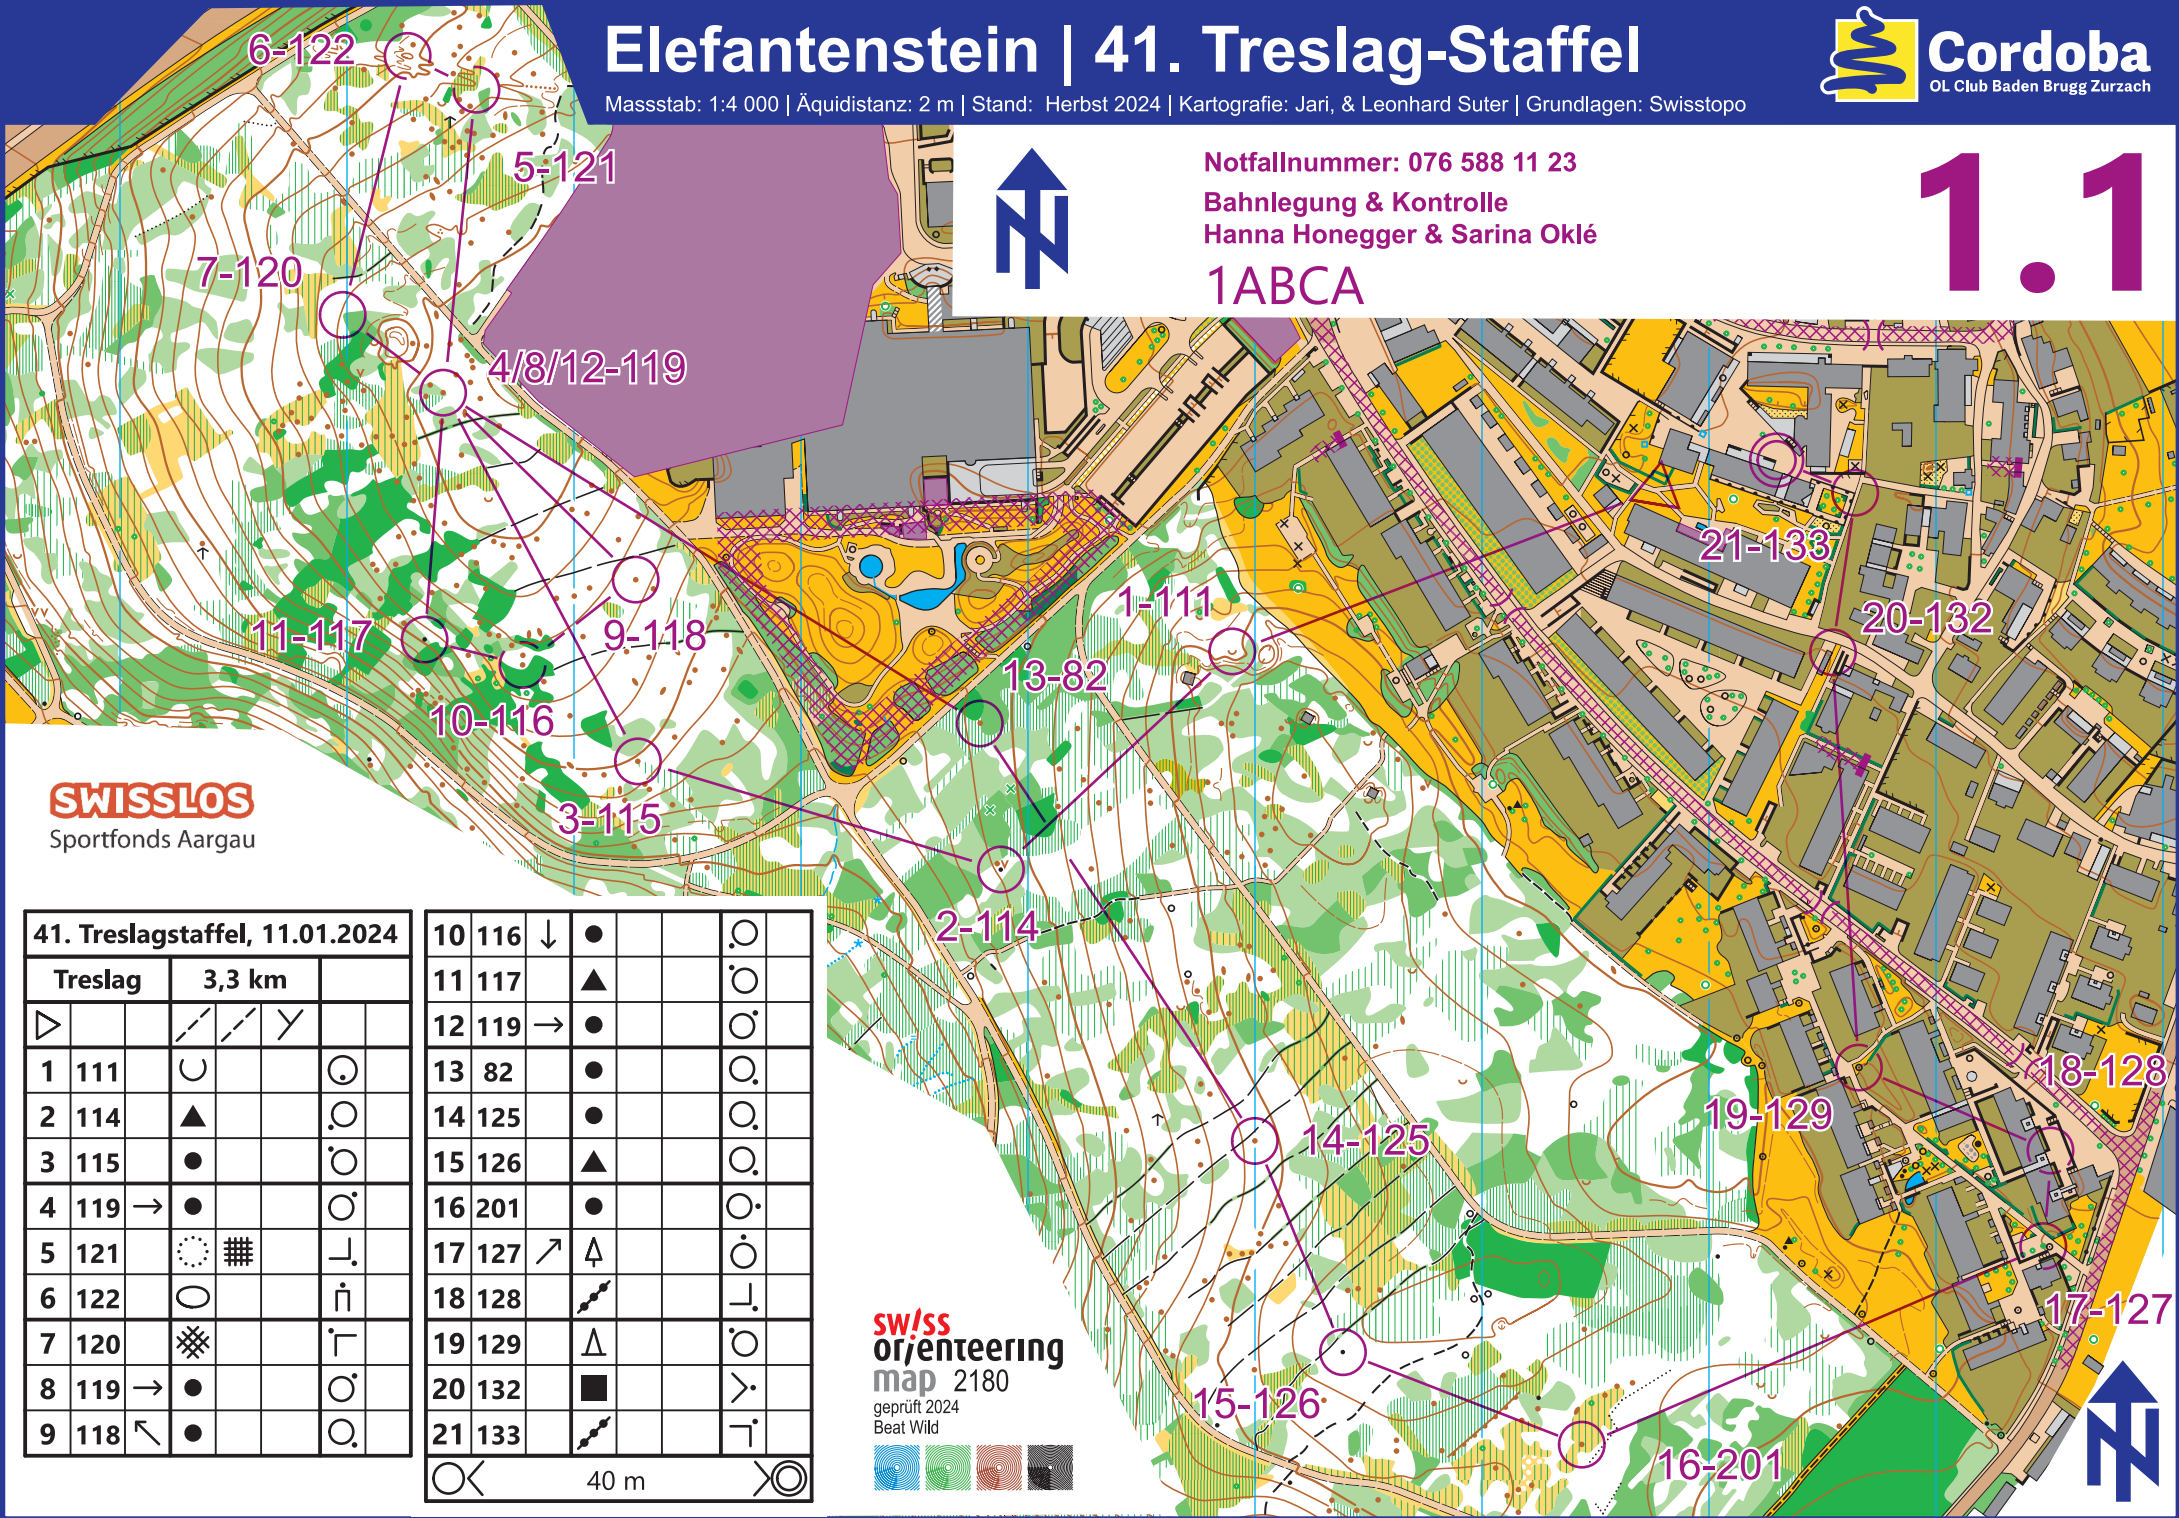 Elefantenstein | 41. Treslag-Staffel
Massstab: 1:4 000 | Äquidistanz: 2 m | Stand: Herbst 2024 | Kartografie: Jari, & Leonhard Suter | Grundlagen: Swisstopo
Cordoba
OL Club Baden Brugg Zurzach
Notfallnummer: 076 588 11 23
Bahnlegung & Kontrolle
Hanna Honegger & Sarina Oklé
1ABCA
1.1
N
6-122
5-121
7-120
4/8/12-119
21-133
1-111
20-132
11-117
9-118
13-82
10-116
3-115
2-114
18-128
19-129
14-125
17-127
15-126
16-201
SWISSLOS
Sportfonds Aargau
41. Treslagstaffel, 11.01.2024
Treslag 3,3 km
1 111
2 114
3 115
4 119 →
5 121
6 122
7 120
8 119 →
9 118 ↖
10 116 ↓
11 117
12 119 →
13 82
14 125
15 126
16 201
17 127 ↗
18 128
19 129
20 132
21 133
40 m
swiss
orienteering
map 2180
geprüft 2024
Beat Wild
N